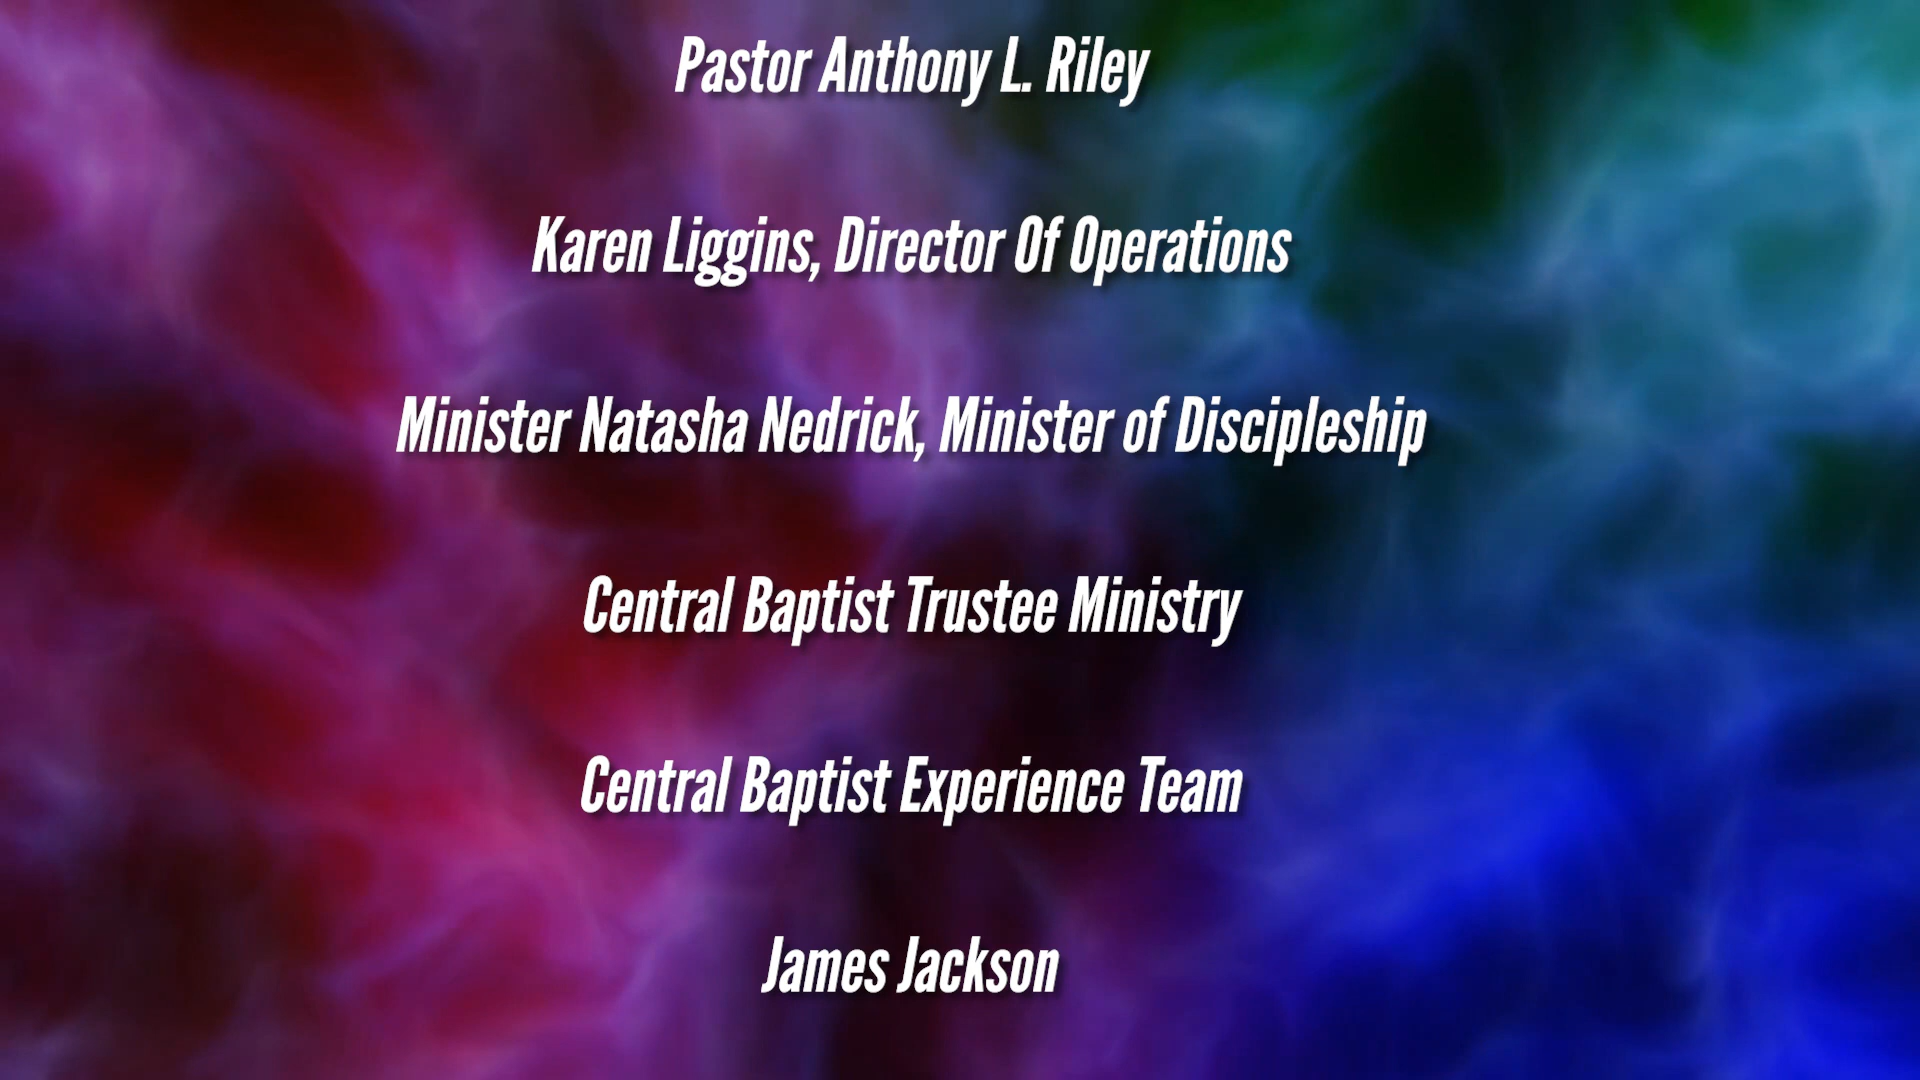 Pastor Anthony L. Riley
Karen Liggins, Director Of Operations
Minister Natasha Nedrick, Minister of Discipleship
Central Baptist Trustee Ministry
Central Baptist Experience Team
James Jackson